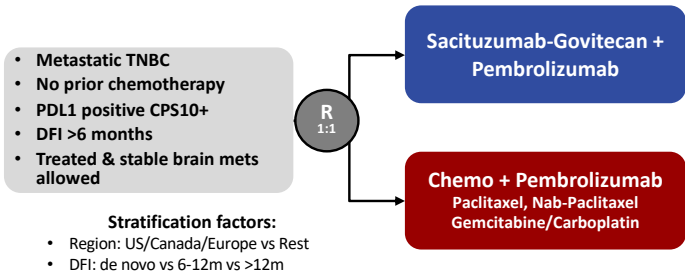 • Metastatic TNBC
• No prior chemotherapy
• PDL1 positive CPS10+
• DFI >6 months
• Treated & stable brain mets
allowed
R
1:1
Sacituzumab-Govitecan +
Pembrolizumab
Chemo + Pembrolizumab
Paclitaxel, Nab-Paclitaxel
Gemcitabine/Carboplatin
Stratification factors:
• Region: US/Canada/Europe vs Rest
• DFI: de novo vs 6-12m vs >12m